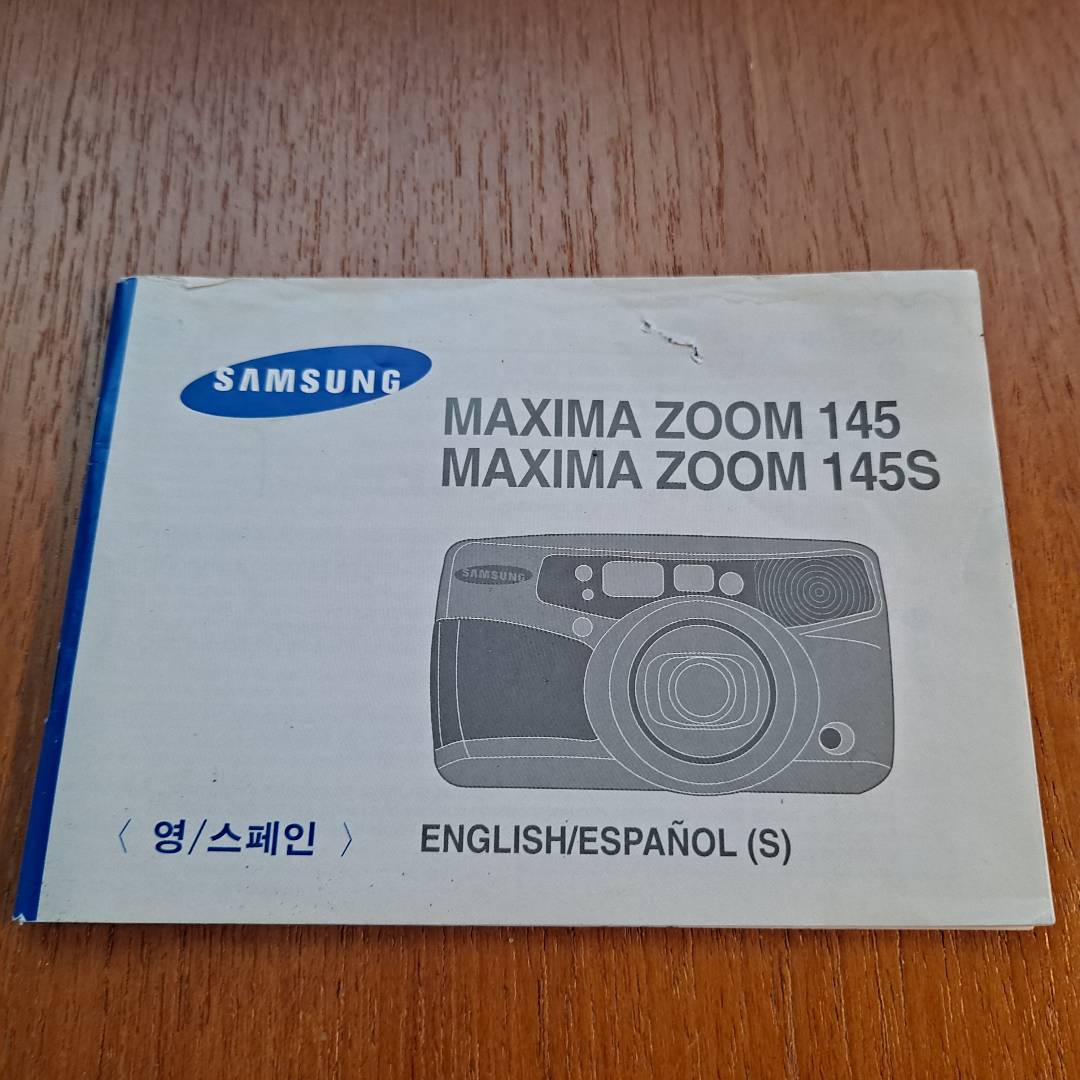 SAMSUNG
MAXIMA ZOOM 145
MAXIMA ZOOM 145S
SAMSUNG
〈 영/스페인 〉
ENGLISH/ESPAÑOL (S)